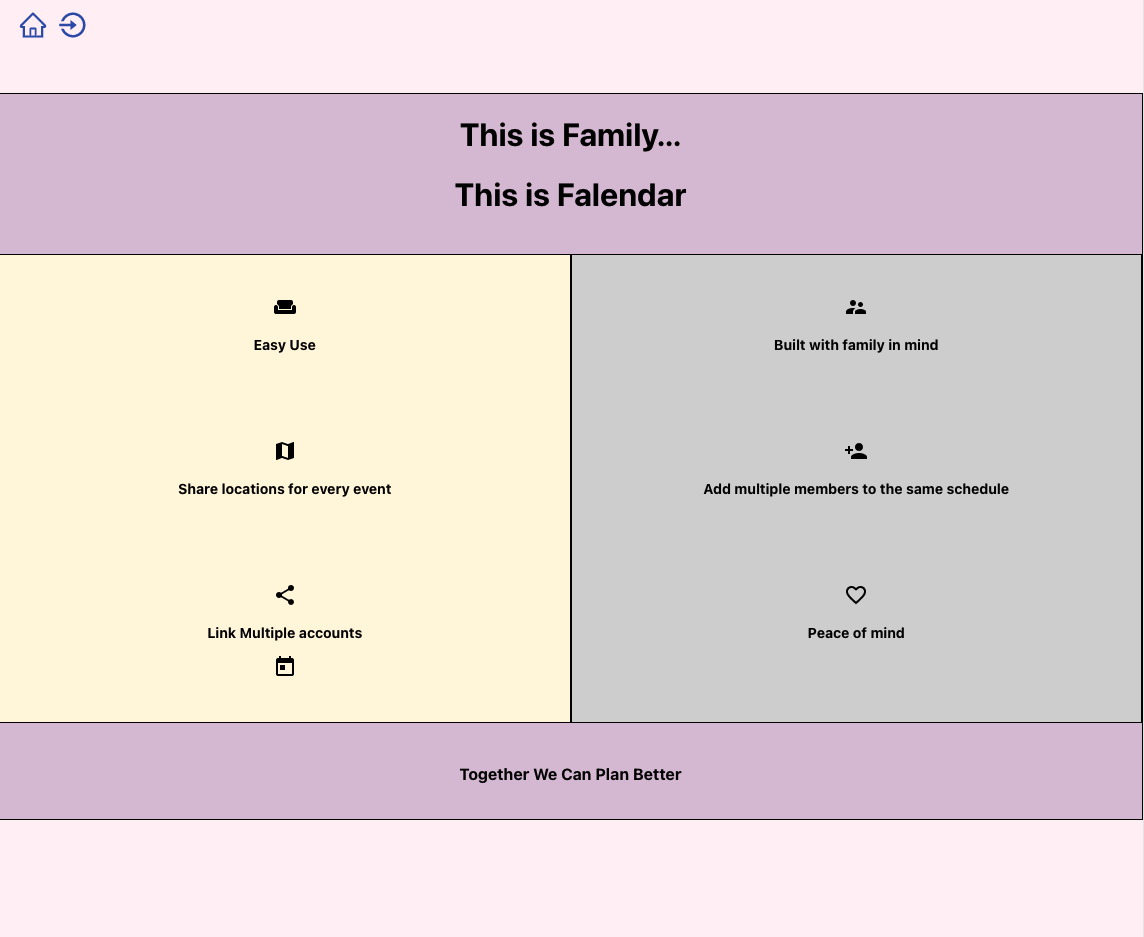 This is Family...
This is Falendar
Easy Use
Built with family in mind
Share locations for every event
Add multiple members to the same schedule
Link Multiple accounts
Peace of mind
Together We Can Plan Better